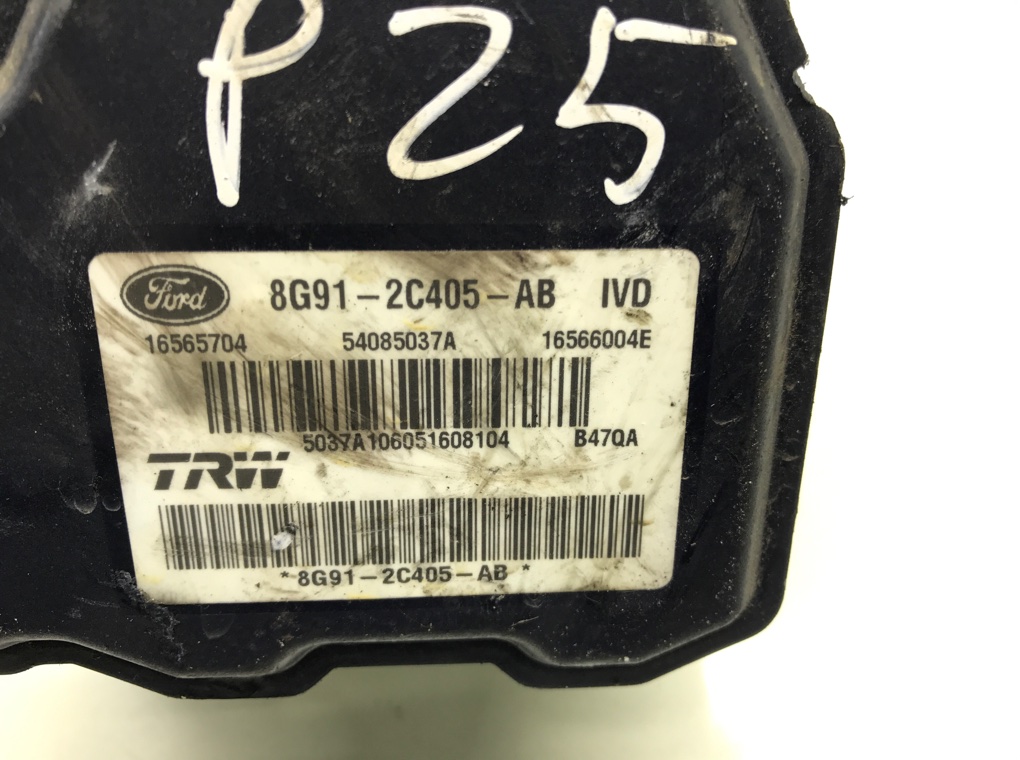 P25
Ford 8G91-2C405-AB IVD
16565704 54085037A 16566004E
5037A106051608104 B47QA
TRW
*8G91-2C405-AB*